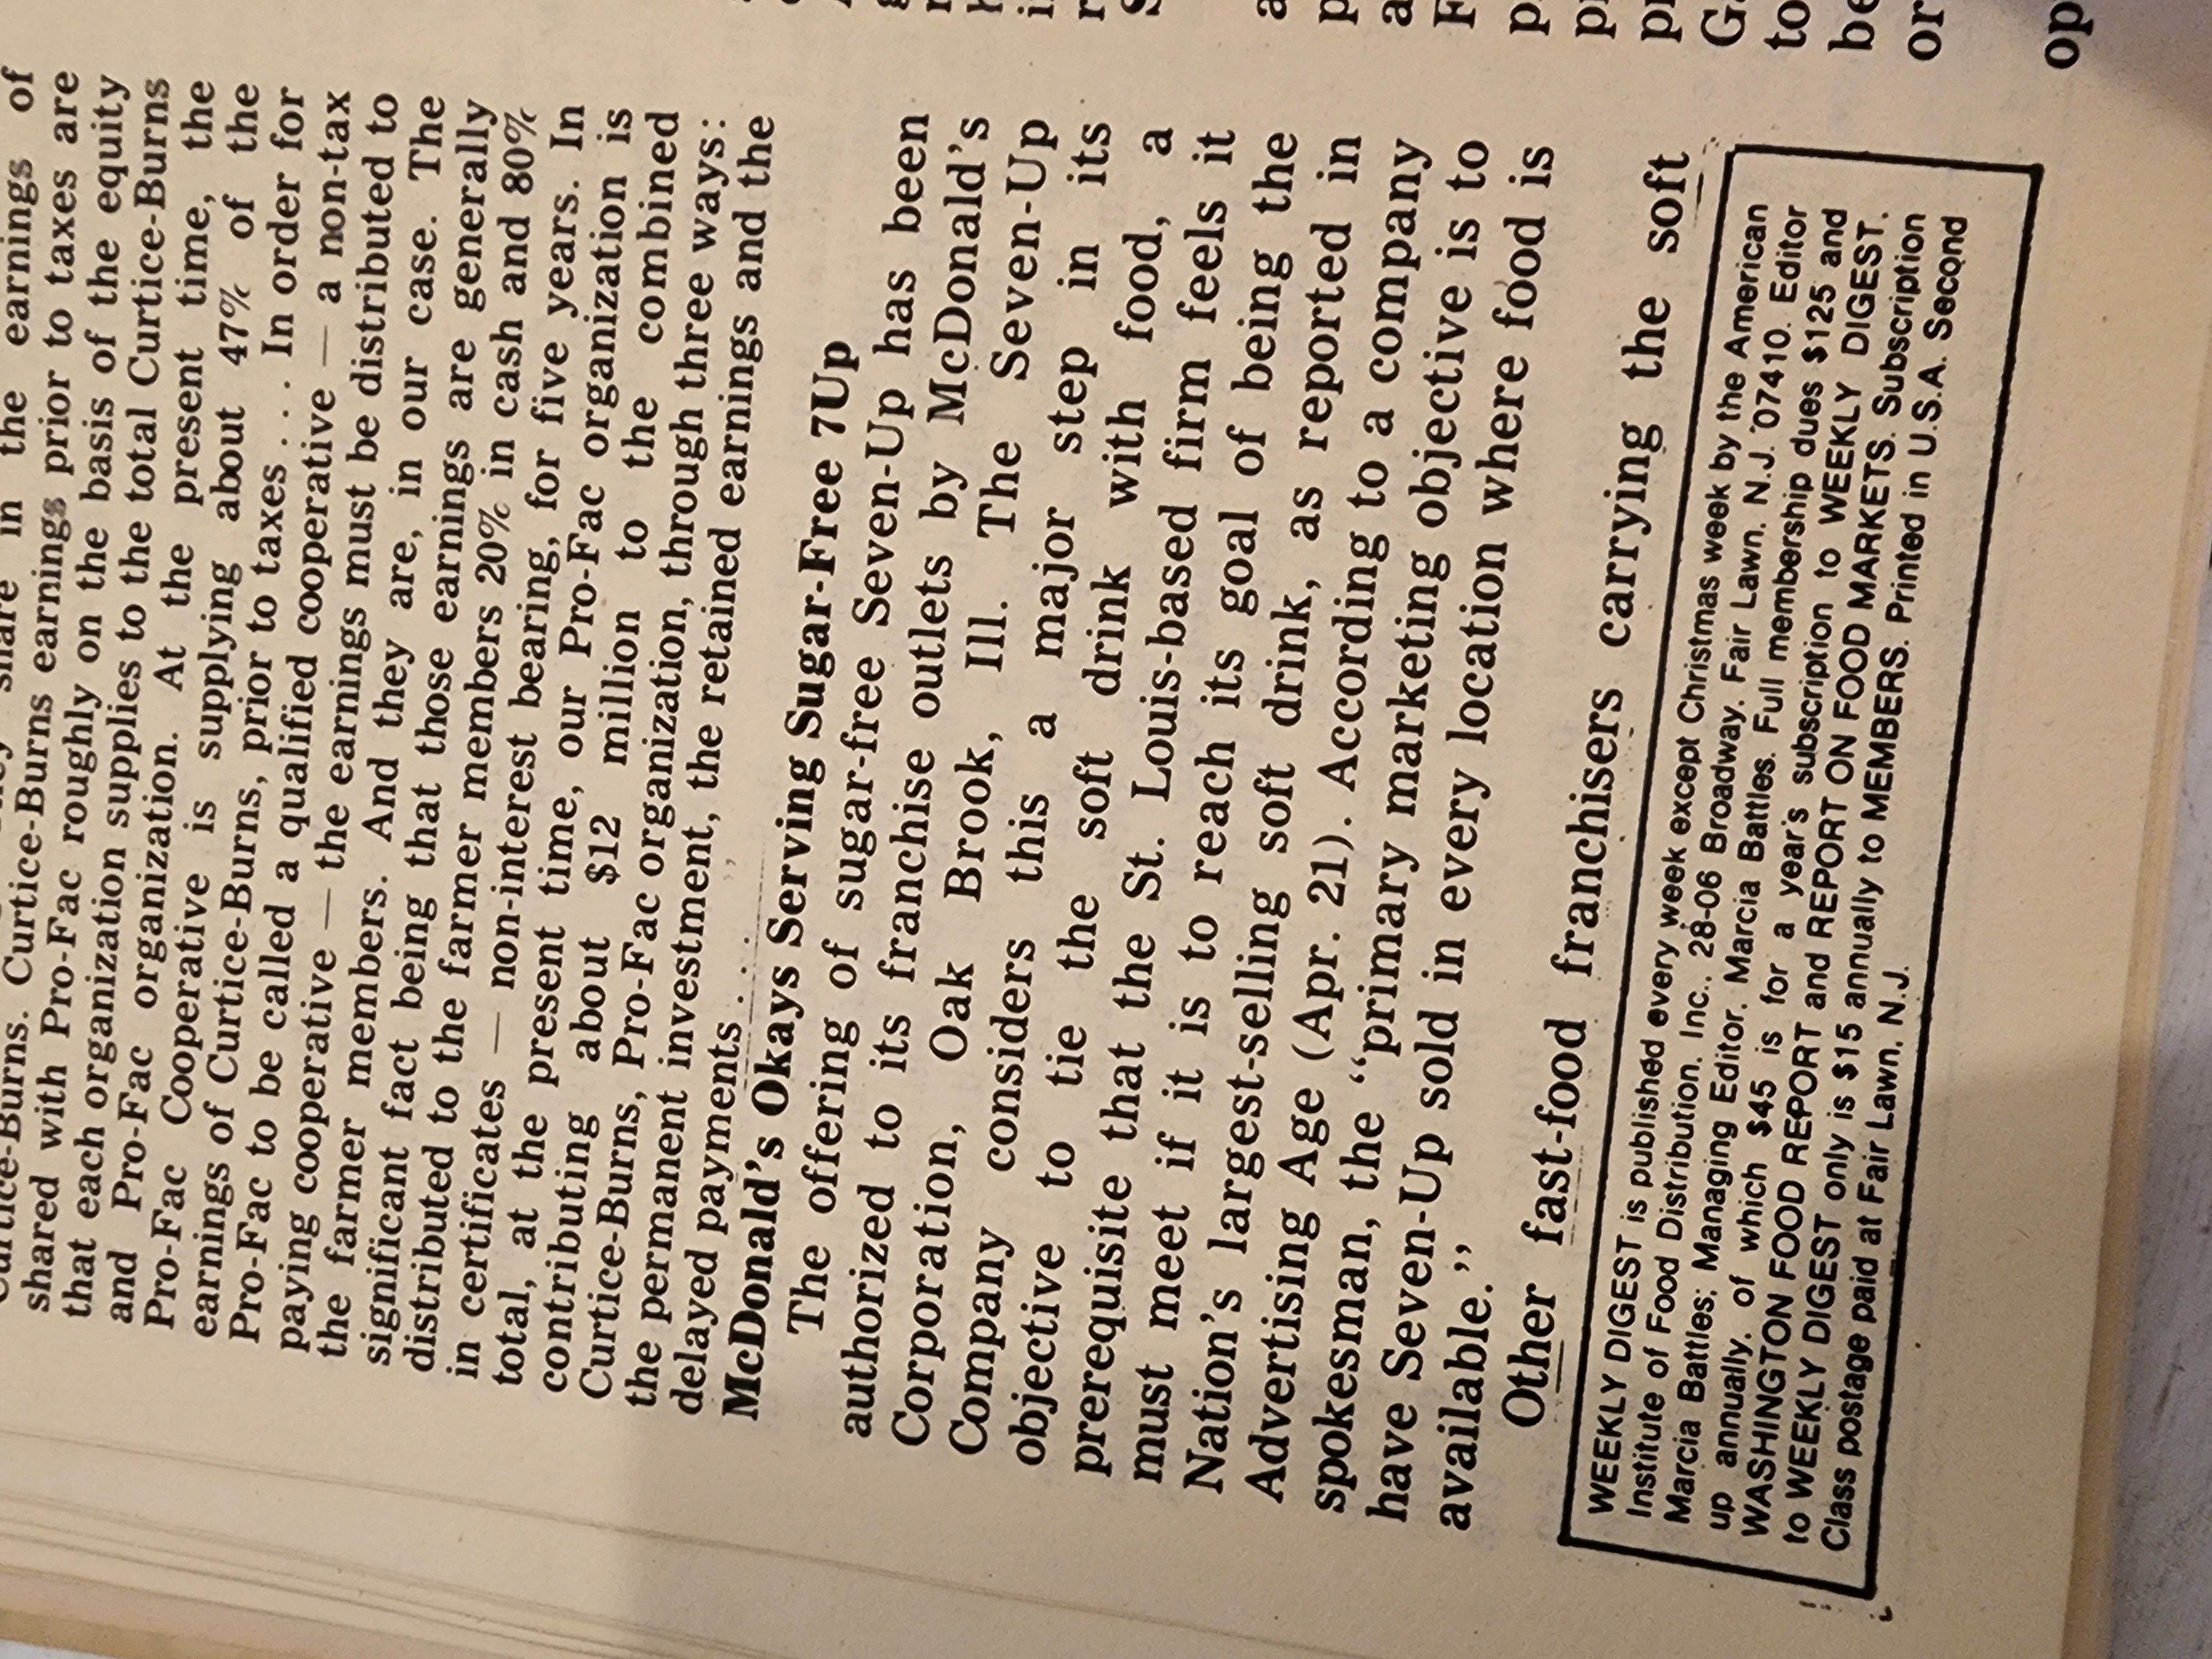 share in the earnings of
Curtice-Burns. Curtice-Burns earnings prior to taxes are
shared with Pro-Fac roughly on the basis of the equity
that each organization supplies to the total Curtice-Burns
and Pro-Fac organization. At the present time, the
Pro-Fac Cooperative is supplying about 47% of the
earnings of Curtice-Burns, prior to taxes . . . In order for
Pro-Fac to be called a qualified cooperative — a non-tax
paying cooperative — the earnings must be distributed to
the farmer members. And they are, in our case. The
significant fact being that those earnings are generally
distributed to the farmer members 20% in cash and 80%
in certificates — non-interest bearing, for five years. In
total, at the present time, our Pro-Fac organization is
contributing about $12 million to the combined
Curtice-Burns, Pro-Fac organization, through three ways:
the permanent investment, the retained earnings and the
delayed payments . . . .
McDonald's Okays Serving Sugar-Free 7Up
The offering of sugar-free Seven-Up has been
authorized to its franchise outlets by McDonald's
Corporation, Oak Brook, Ill. The Seven-Up
Company considers this a major step in its
objective to tie the soft drink with food, a
prerequisite that the St. Louis-based firm feels it
must meet if it is to reach its goal of being the
Nation's largest-selling soft drink, as reported in
Advertising Age (Apr. 21). According to a company
spokesman, the "primary marketing objective is to
have Seven-Up sold in every location where food is
available."
Other fast-food franchisers carrying the soft
WEEKLY DIGEST is published every week except Christmas week by the American
Institute of Food Distribution, Inc., 28-06 Broadway, Fair Lawn, N.J. 07410. Editor
Marcia Battles; Managing Editor, Marcia Battles. Full membership dues $125 and
up annually, of which $45 is for a year's subscription to WEEKLY DIGEST,
WASHINGTON FOOD REPORT and REPORT ON FOOD MARKETS. Subscription
to WEEKLY DIGEST only is $15 annually to MEMBERS. Printed in U.S.A. Second
Class postage paid at Fair Lawn, N.J.
to
be
or
op